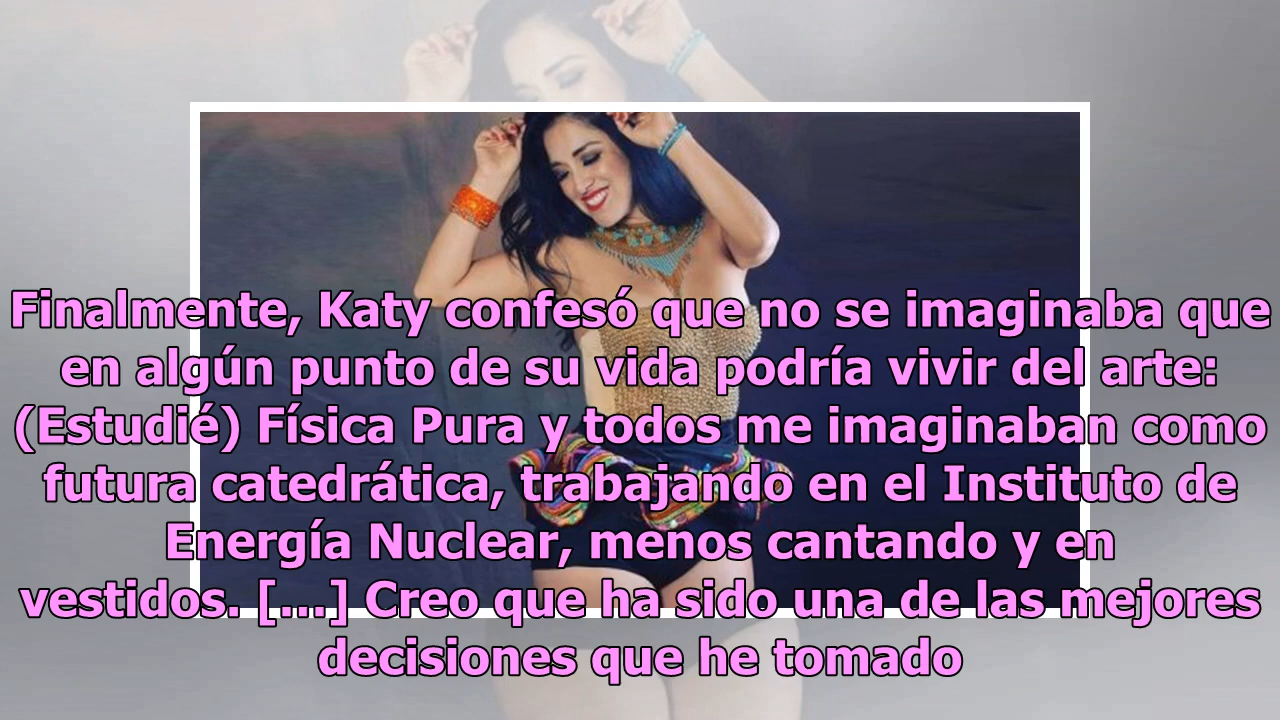 Finalmente, Katy confesó que no se imaginaba que
en algún punto de su vida podría vivir del arte:
(Estudié) Física Pura y todos me imaginaban como
futura catedrática, trabajando en el Instituto de
Energía Nuclear, menos cantando y en
vestidos. [...] Creo que ha sido una de las mejores
decisiones que he tomado